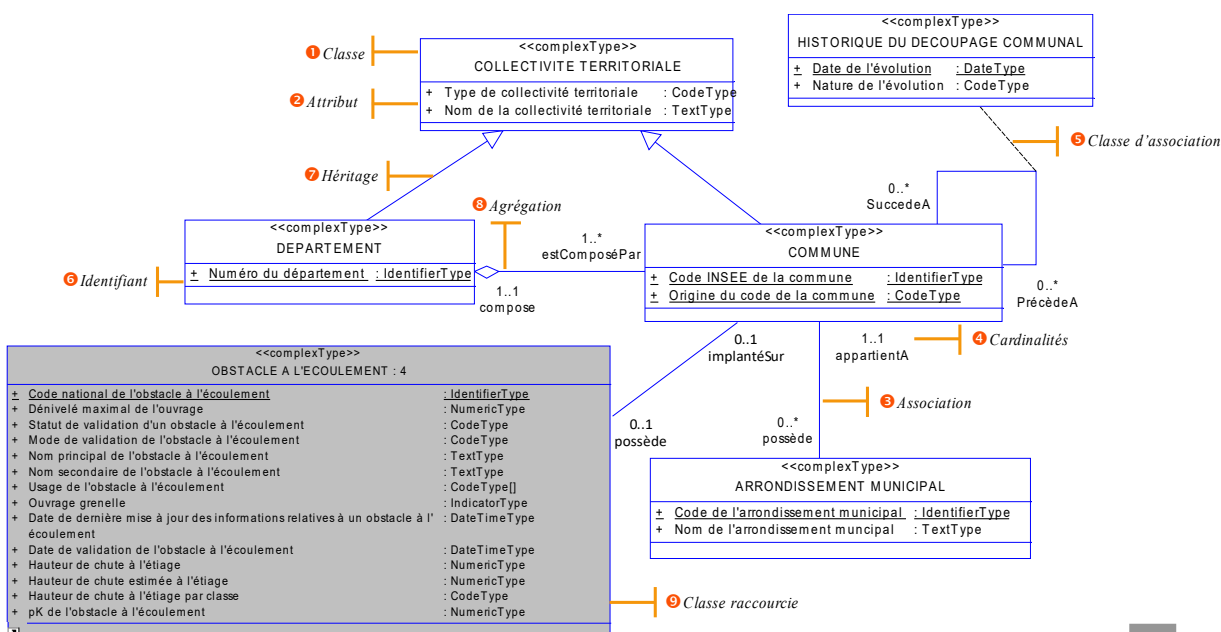 <<complexType>>
HISTORIQUE DU DECOUPAGE COMMUNAL
+ Date de l'évolution : DateType
+ Nature de l'évolution : CodeType
❶ Classe
<<complexType>>
COLLECTIVITE TERRITORIALE
❷ Attribut
+ Type de collectivité territoriale : CodeType
+ Nom de la collectivité territoriale : TextType
❺ Classe d'association
❼ Héritage
0..*
SuccedeA
❽ Agrégation
<<complexType>>
DEPARTEMENT
❻ Identifiant
+ Numéro du département : IdentifierType
1..*
estComposéPar
1..1
compose
<<complexType>>
COMMUNE
+ Code INSEE de la commune : IdentifierType
+ Origine du code de la commune : CodeType
0..*
PrécèdeA
0..1
implantéSur
1..1
appartientA
❹ Cardinalités
<<complexType>>
OBSTACLE A L'ECOULEMENT : 4
+ Code national de l'obstacle à l'écoulement : IdentifierType
+ Dénivelé maximal de l'ouvrage : NumericType
+ Statut de validation d'un obstacle à l'écoulement : CodeType
+ Mode de validation de l'obstacle à l'écoulement : CodeType
+ Nom principal de l'obstacle à l'écoulement : TextType
+ Nom secondaire de l'obstacle à l'écoulement : TextType
+ Usage de l'obstacle à l'écoulement : CodeType[]
+ Ouvrage grenelle : IndicatorType
+ Date de dernière mise à jour des informations relatives à un obstacle à l' : DateTimeType
écoulement
+ Date de validation de l'obstacle à l'écoulement : DateTimeType
+ Hauteur de chute à l'étiage : NumericType
+ Hauteur de chute estimée à l'étiage : NumericType
+ Hauteur de chute à l'étiage par classe : CodeType
+ pK de l'obstacle à l'écoulement : NumericType
❸ Association
0..1
possède
0..*
possède
<<complexType>>
ARRONDISSEMENT MUNICIPAL
+ Code de l'arrondissement municipal : IdentifierType
+ Nom de l'arrondissement muncipal : TextType
❾ Classe raccourcie